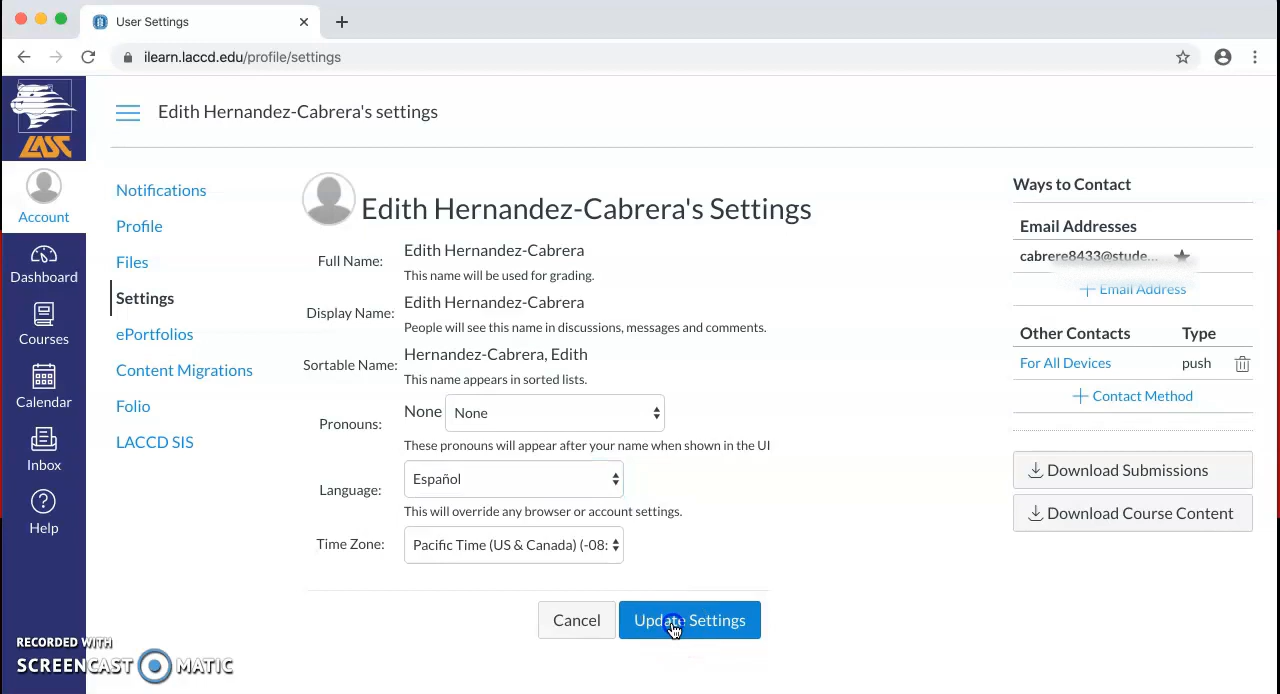 User Settings
ilearn.laccd.edu/profile/settings
LASC
Edith Hernandez-Cabrera's settings
Account
Dashboard
Courses
Calendar
Inbox
Help
Notifications
Profile
Files
Settings
ePortfolios
Content Migrations
Folio
LACCD SIS
Edith Hernandez-Cabrera's Settings
Full Name: Edith Hernandez-Cabrera
This name will be used for grading.
Display Name: Edith Hernandez-Cabrera
People will see this name in discussions, messages and comments.
Sortable Name: Hernandez-Cabrera, Edith
This name appears in sorted lists.
Pronouns: None None
These pronouns will appear after your name when shown in the UI
Language: Español
This will override any browser or account settings.
Time Zone: Pacific Time (US & Canada) (-08:
Cancel Update Settings
Ways to Contact
Email Addresses
cabrere8433@stude...
Email Address
Other Contacts Type
For All Devices push
Contact Method
Download Submissions
Download Course Content
RECORDED WITH
SCREENCAST MATIC